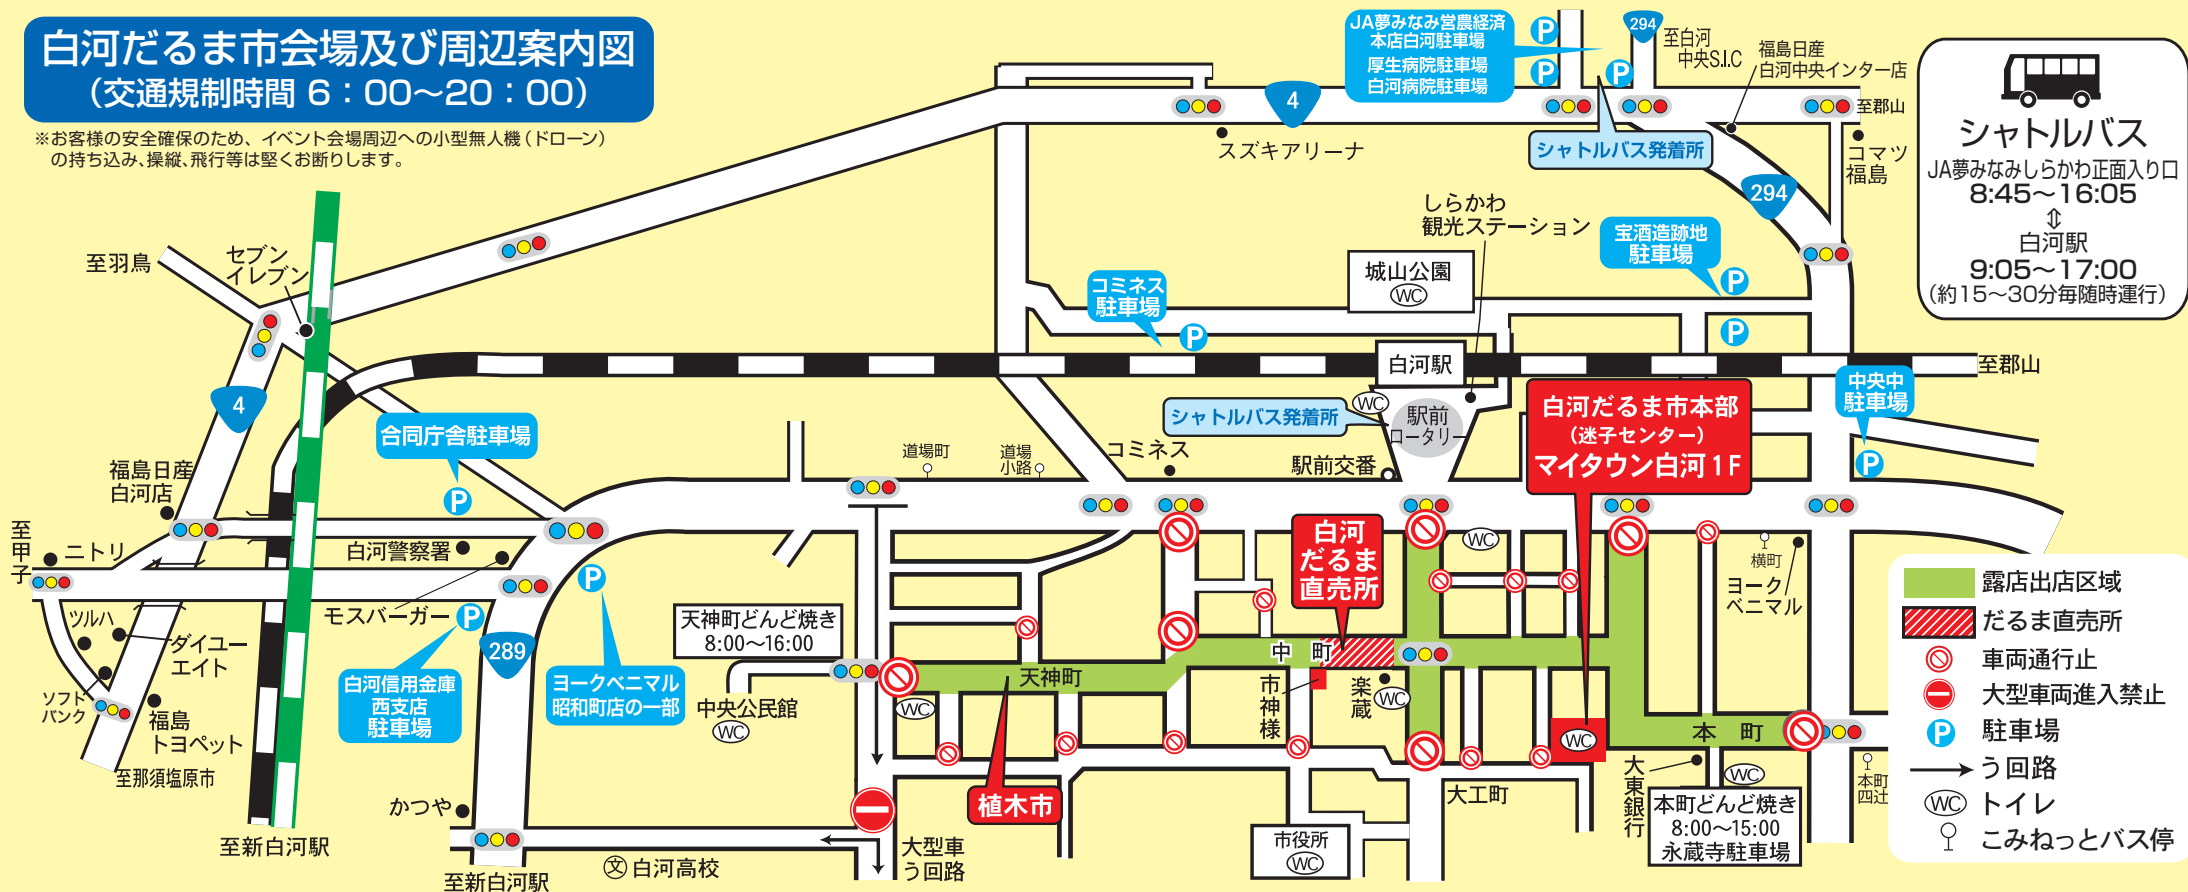 白河だるま市会場及び周辺案内図
(交通規制時間 6：00～20：00)
※お客様の安全確保のため、イベント会場周辺への小型無人機（ドローン）
の持ち込み、操縦、飛行等は堅くお断りします。
JA夢みなみ営農経済
本店白河駐車場
厚生病院駐車場
白河病院駐車場
P
P
P
294
至白河
中央S.I.C
福島日産
白河中央インター店
至郡山
4
スズキアリーナ
シャトルバス発着所
コマツ
福島
294
シャトルバス
JA夢みなみしらかわ正面入り口
8:45～16:05
⇕
白河駅
9:05～17:00
(約15～30分毎随時運行)
至羽鳥
セブン
イレブン
しらかわ
観光ステーション
城山公園
WC
宝酒造跡地
駐車場
P
P
コミネス
駐車場
P
白河駅
至郡山
中央中
駐車場
P
4
合同庁舎駐車場
P
シャトルバス発着所
WC
駅前
ロータリー
駅前交番
白河だるま市本部
(迷子センター)
マイタウン白河1F
福島日産
白河店
道場町
道場
小路
コミネス
至甲子
ニトリ
白河警察署
モスバーガー
白河
だるま
直売所
WC
横町
ヨーク
ベニマル
ツルハ
ダイユー
エイト
ソフト
バンク
福島
トヨペット
至那須塩原市
P
白河信用金庫
西支店
駐車場
289
P
ヨークベニマル
昭和町店の一部
天神町どんど焼き
8:00～16:00
中央公民館
WC
WC
天神町
中町
市神様
楽蔵
WC
WC
本町
植木市
大工町
大東銀行
WC
本町どんど焼き
8:00～15:00
永蔵寺駐車場
本町
四辻
かつや
至新白河駅
至新白河駅
文 白河高校
大型車
う回路
市役所
WC
露店出店区域
だるま直売所
車両通行止
大型車両進入禁止
P 駐車場
う回路
WC トイレ
こみねっとバス停